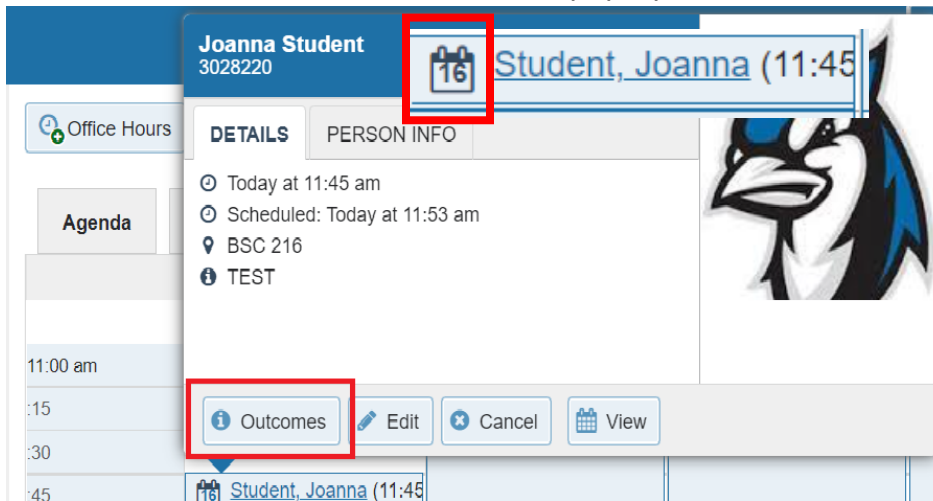 Joanna Student
3028220
16 Student, Joanna (11:45
Office Hours
DETAILS PERSON INFO
Agenda
Today at 11:45 am
Scheduled: Today at 11:53 am
BSC 216
TEST
11:00 am
:15
:30
:45
Outcomes Edit Cancel View
16 Student, Joanna (11:45